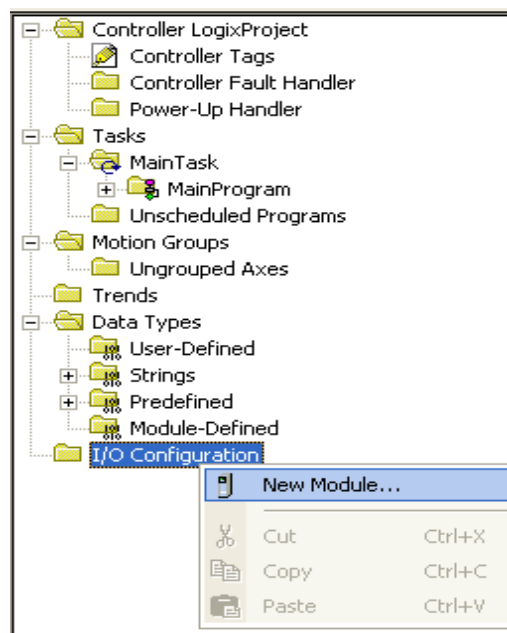 Controller LogixProject
Controller Tags
Controller Fault Handler
Power-Up Handler
Tasks
MainTask
MainProgram
Unscheduled Programs
Motion Groups
Ungrouped Axes
Trends
Data Types
User-Defined
Strings
Predefined
Module-Defined
I/O Configuration
New Module...
Cut Ctrl+X
Copy Ctrl+C
Paste Ctrl+V